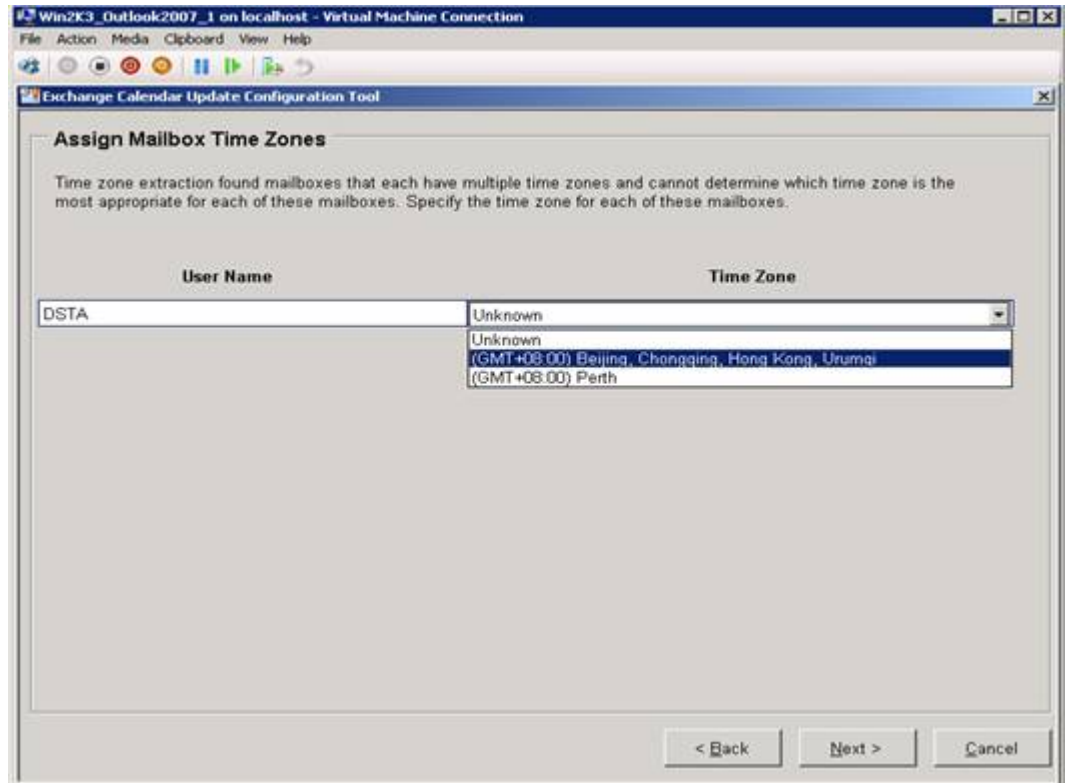 Win2K3_Outlook2007_1 on localhost - Virtual Machine Connection
File Action Media Clipboard View Help
Exchange Calendar Update Configuration Tool
Assign Mailbox Time Zones
Time zone extraction found mailboxes that each have multiple time zones and cannot determine which time zone is the
most appropriate for each of these mailboxes. Specify the time zone for each of these mailboxes.
User Name Time Zone
DSTA Unknown
Unknown
(GMT+08:00) Beijing, Chongqing, Hong Kong, Urumqi
(GMT+08:00) Perth
< Back Next > Cancel